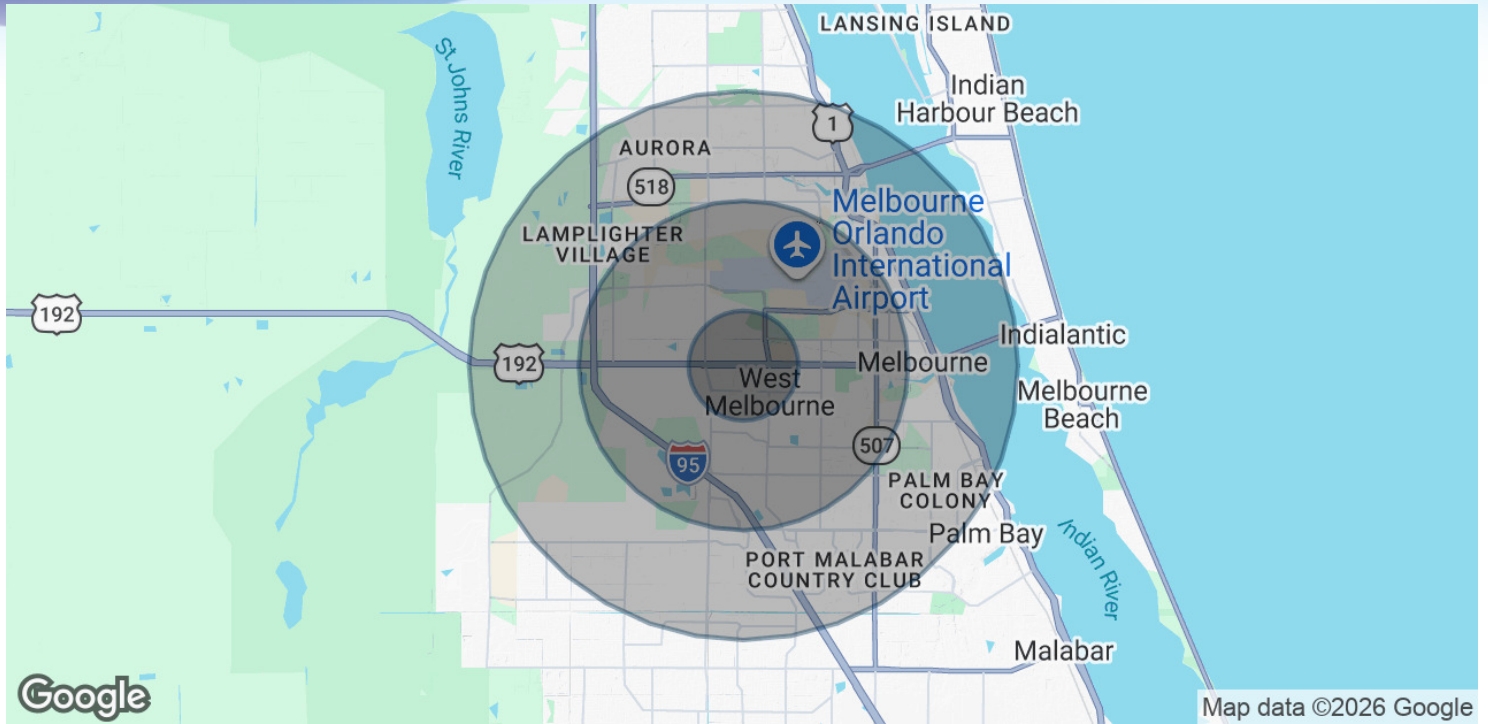 LANSING ISLAND
St Johns River
Indian
Harbour Beach
1
AURORA
518
Melbourne
Orlando
International
Airport
LAMPLIGHTER
VILLAGE
192
192
Indialantic
Melbourne
West
Melbourne
Melbourne
Beach
507
95
PALM BAY
COLONY
Palm Bay
Indian River
PORT MALABAR
COUNTRY CLUB
Malabar
Google
Map data ©2026 Google